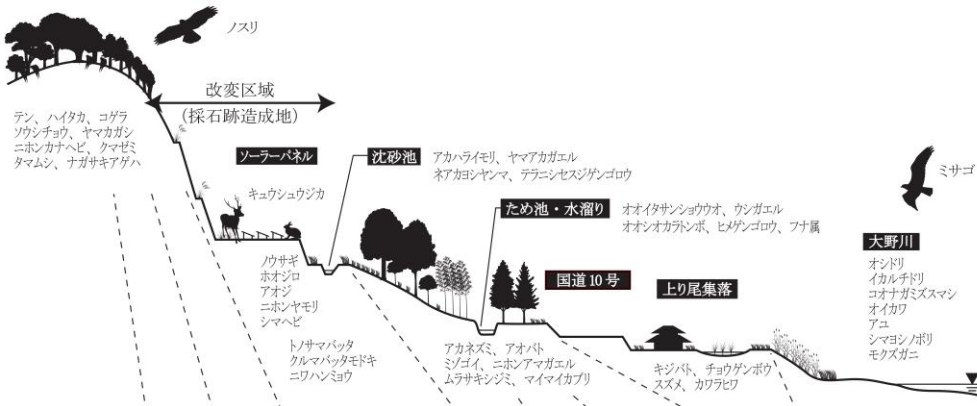 ノスリ
改変区域
(採石跡造成地)
テン、ハイタカ、コゲラ
ソウシチョウ、ヤマカガシ
ニホンカナヘビ、クマゼミ
タマムシ、ナガサキアゲハ
ソーラーパネル
キュウシュウジカ
沈砂池
アカハライモリ、ヤマアカガエル
ネアカヨシヤンマ、テラニシセスジゲンゴロウ
ミサゴ
ため池・水溜り
オオイタサンショウウオ、ウシガエル
オオシオカラトンボ、ヒメゲンゴロウ、フナ属
大野川
オシドリ
イカルチドリ
コオナガミズスマシ
オイカワ
アユ
シマヨシノボリ
モクズガニ
ノウサギ
ホオジロ
アオジ
ニホンヤモリ
シマヘビ
国道10号
上り尾集落
トノサマバッタ
クルマバッタモドキ
ニワハンミョウ
アカネズミ、アオバト
ミゾゴイ、ニホンアマガエル
ムラサキシジミ、マイマイカブリ
キジバト、チョウゲンボウ
スズメ、カワラヒワ